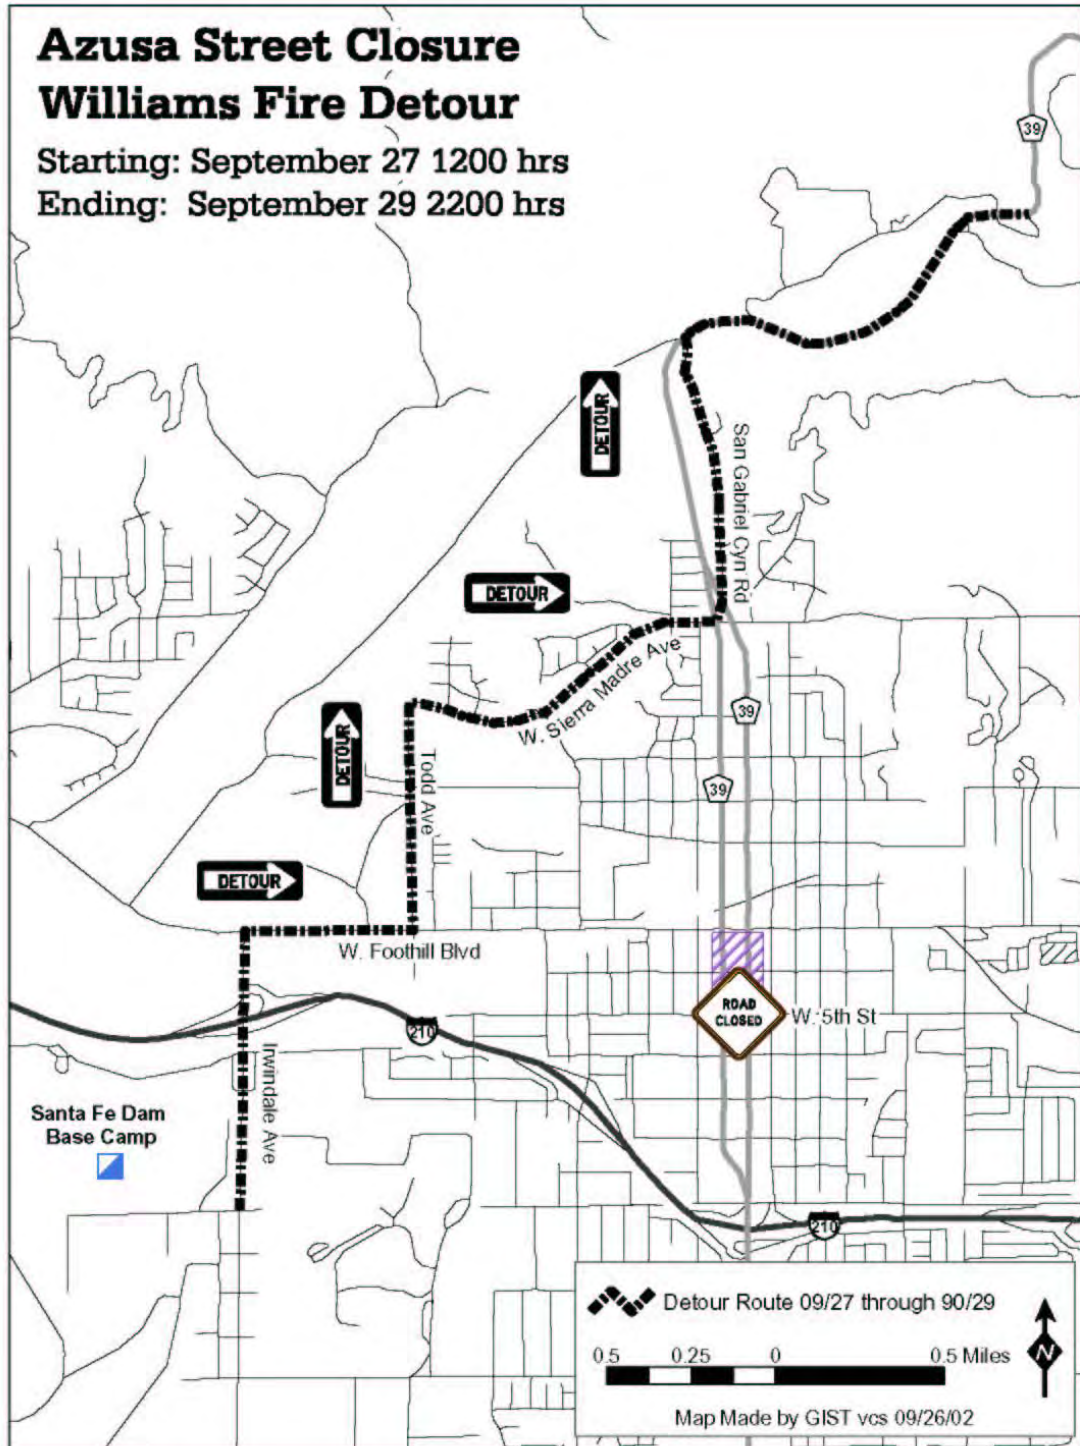 Azusa Street Closure
Williams Fire Detour
Starting: September 27 1200 hrs
Ending: September 29 2200 hrs
39
DETOUR
San Gabriel Cyn Rd
DETOUR
W. Sierra Madre Ave
39
DETOUR
Todd Ave
39
DETOUR
W. Foothill Blvd
ROAD
CLOSED
W. 5th St
210
Irwindale Ave
Santa Fe Dam
Base Camp
210
Detour Route 09/27 through 90/29
0.5 0.25 0 0.5 Miles
N
Map Made by GIST vcs 09/26/02